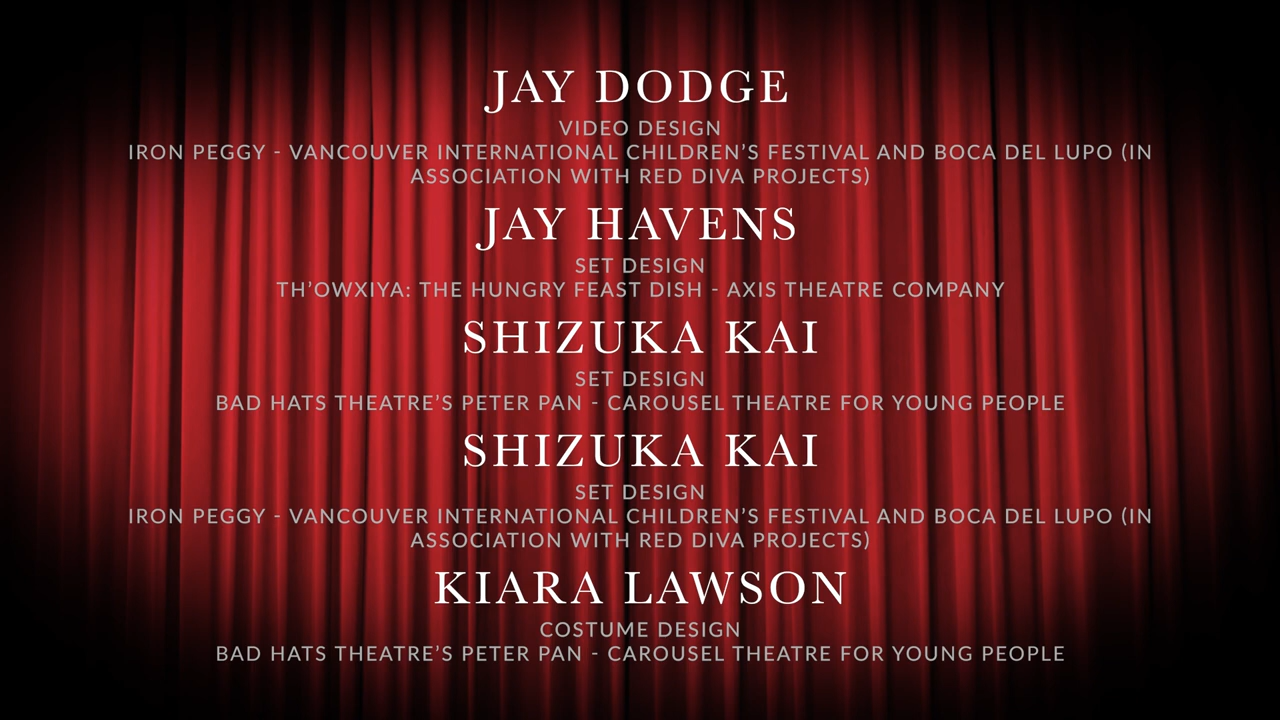 JAY DODGE
VIDEO DESIGN
IRON PEGGY - VANCOUVER INTERNATIONAL CHILDREN’S FESTIVAL AND BOCA DEL LUPO (IN
ASSOCIATION WITH RED DIVA PROJECTS)
JAY HAVENS
SET DESIGN
TH’OWXIYA: THE HUNGRY FEAST DISH - AXIS THEATRE COMPANY
SHIZUKA KAI
SET DESIGN
BAD HATS THEATRE’S PETER PAN - CAROUSEL THEATRE FOR YOUNG PEOPLE
SHIZUKA KAI
SET DESIGN
IRON PEGGY - VANCOUVER INTERNATIONAL CHILDREN’S FESTIVAL AND BOCA DEL LUPO (IN
ASSOCIATION WITH RED DIVA PROJECTS)
KIARA LAWSON
COSTUME DESIGN
BAD HATS THEATRE’S PETER PAN - CAROUSEL THEATRE FOR YOUNG PEOPLE